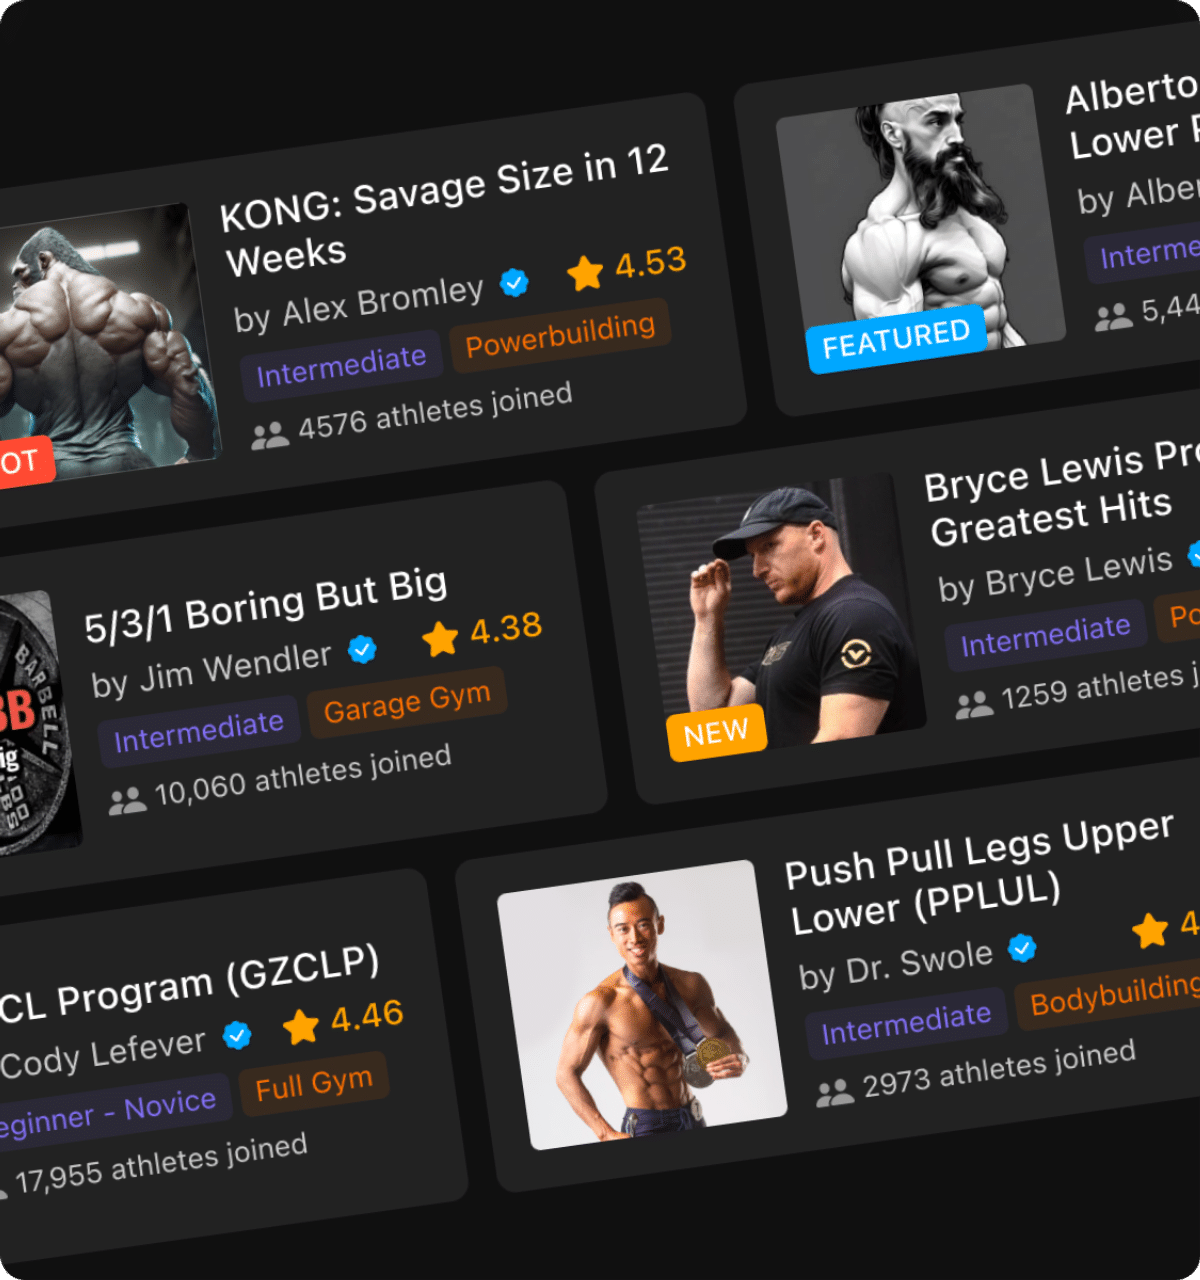 KONG: Savage Size in 12
Weeks
by Alex Bromley
4.53
Intermediate
Powerbuilding
4576 athletes joined
OT
Alberto
Lower
by Alber
Interme
5,44
FEATURED
5/3/1 Boring But Big
by Jim Wendler
4.38
Intermediate
Garage Gym
10,060 athletes joined
BARBELL
BB
ig
Bryce Lewis Pro
Greatest Hits
by Bryce Lewis
Intermediate
Po
1259 athletes j
NEW
CL Program (GZCLP)
Cody Lefever
4.46
eginner - Novice
Full Gym
17,955 athletes joined
Push Pull Legs Upper
Lower (PPLUL)
by Dr. Swole
4
Intermediate
Bodybuilding
2973 athletes joined